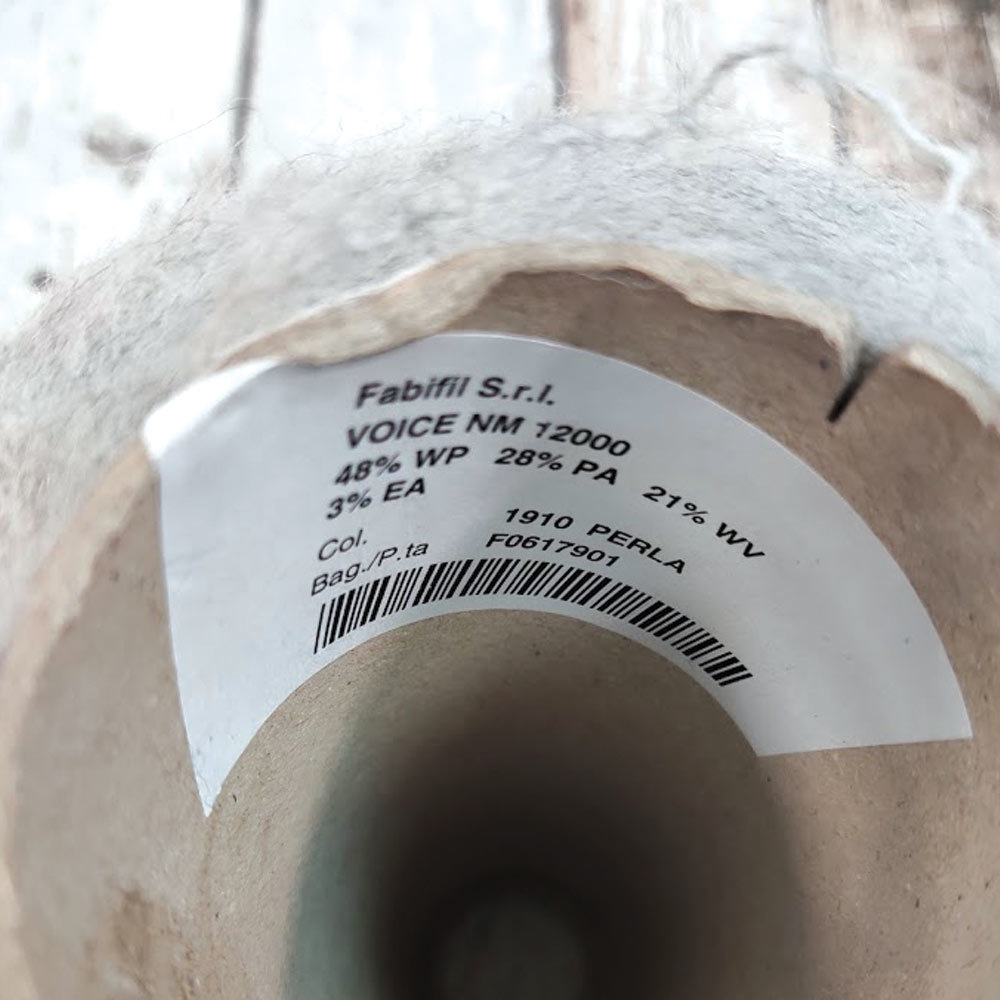 Fabifil S.r.l.
VOICE NM 12000
48% WP 28% PA 21% WV
3% EA
Col. 1910 PERLA
Bag./P.ta F0617901